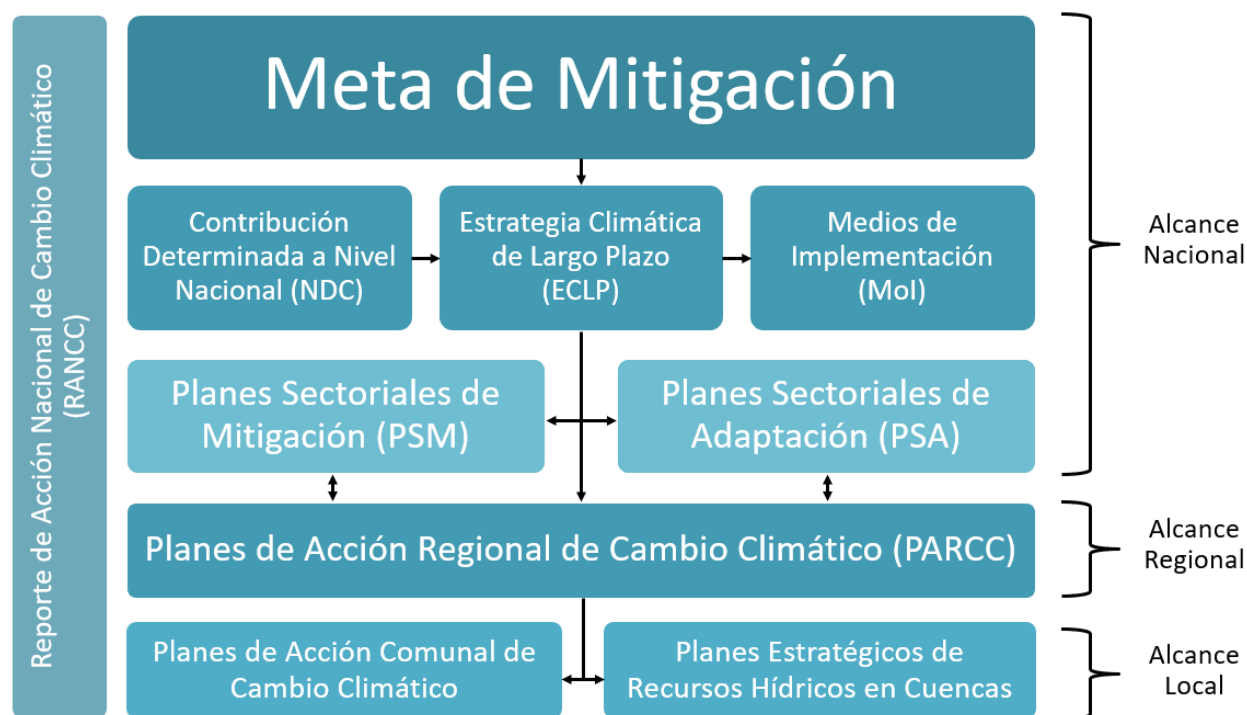 Reporte de Acción Nacional de Cambio Climático
(RANCC)
Meta de Mitigación
Contribución
Determinada a Nivel
Nacional (NDC)
Estrategia Climática
de Largo Plazo
(ECLP)
Medios de
Implementación
(MoI)
Alcance
Nacional
Planes Sectoriales de
Mitigación (PSM)
Planes Sectoriales de
Adaptación (PSA)
Planes de Acción Regional de Cambio Climático (PARCC)
Alcance
Regional
Planes de Acción Comunal de
Cambio Climático
Planes Estratégicos de
Recursos Hídricos en Cuencas
Alcance
Local